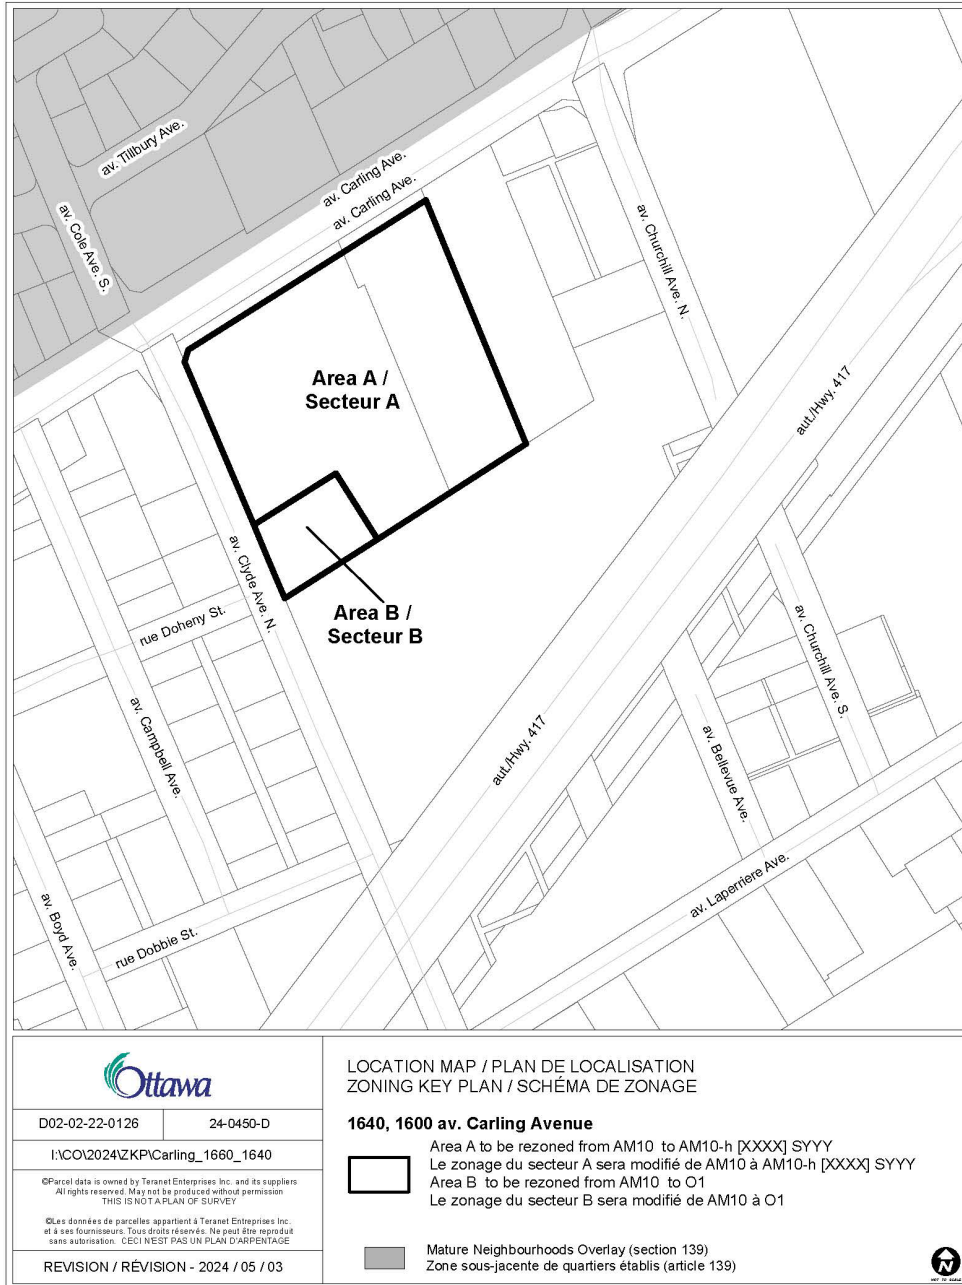 av. Tillbury Ave.
av. Carling Ave.
av. Carling Ave.
av. Cole Ave. S.
av. Churchill Ave. N.
Area A /
Secteur A
aut./Hwy. 417
av. Clyde Ave. N.
Area B /
Secteur B
rue Doheny St.
av. Churchill Ave. S.
av. Campbell Ave.
aut./Hwy. 417
av. Bellevue Ave.
av. Laperriere Ave.
av. Boyd Ave.
rue Dobbie St.
Ottawa
D02-02-22-0126
24-0450-D
I:\CO\2024\ZKP\Carling_1660_1640
©Parcel data is owned by Teranet Enterprises Inc. and its suppliers
All rights reserved. May not be produced without permission
THIS IS NOT A PLAN OF SURVEY
©Les données de parcelles appartient à Teranet Entreprises Inc.
et à ses fournisseurs. Tous droits réservés. Ne peut être reproduit
sans autorisation. CECI N'EST PAS UN PLAN D'ARPENTAGE
REVISION / RÉVISION - 2024 / 05 / 03
LOCATION MAP / PLAN DE LOCALISATION
ZONING KEY PLAN / SCHÉMA DE ZONAGE
1640, 1600 av. Carling Avenue
Area A to be rezoned from AM10 to AM10-h [XXXX] SYYY
Le zonage du secteur A sera modifié de AM10 à AM10-h [XXXX] SYYY
Area B to be rezoned from AM10 to O1
Le zonage du secteur B sera modifié de AM10 à O1
Mature Neighbourhoods Overlay (section 139)
Zone sous-jacente de quartiers établis (article 139)
N
NOT TO SCALE